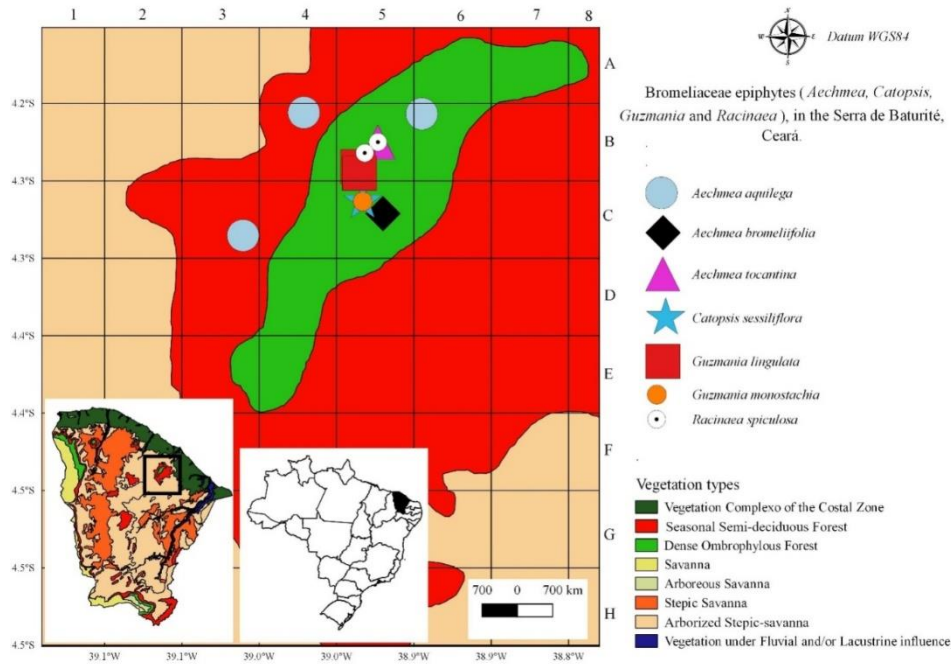 1 2 3 4 5 6 7 8
A
B
C
D
E
F
G
H
4.2°S
4.3°S
4.3°S
4.4°S
4.4°S
4.5°S
4.5°S
4.5°S
39.1°W 39.1°W 39.0°W 39.0°W 38.9°W 38.9°W 38.8°W
700 0 700 km
N
w e
s
Datum WGS84
Bromeliaceae epiphytes ( Aechmea, Catopsis,
Guzmania and Racinaea ), in the Serra de Baturité,
Ceará.
Aechmea aquilega
Aechmea bromeliifolia
Aechmea tocantina
Catopsis sessiliflora
Guzmania lingulata
Guzmania monostachia
Racinaea spiculosa
Vegetation types
Vegetation Complexo of the Costal Zone
Seasonal Semi-deciduous Forest
Dense Ombrophylous Forest
Savanna
Arboreous Savanna
Stepic Savanna
Arborized Stepic-savanna
Vegetation under Fluvial and/or Lacustrine influence